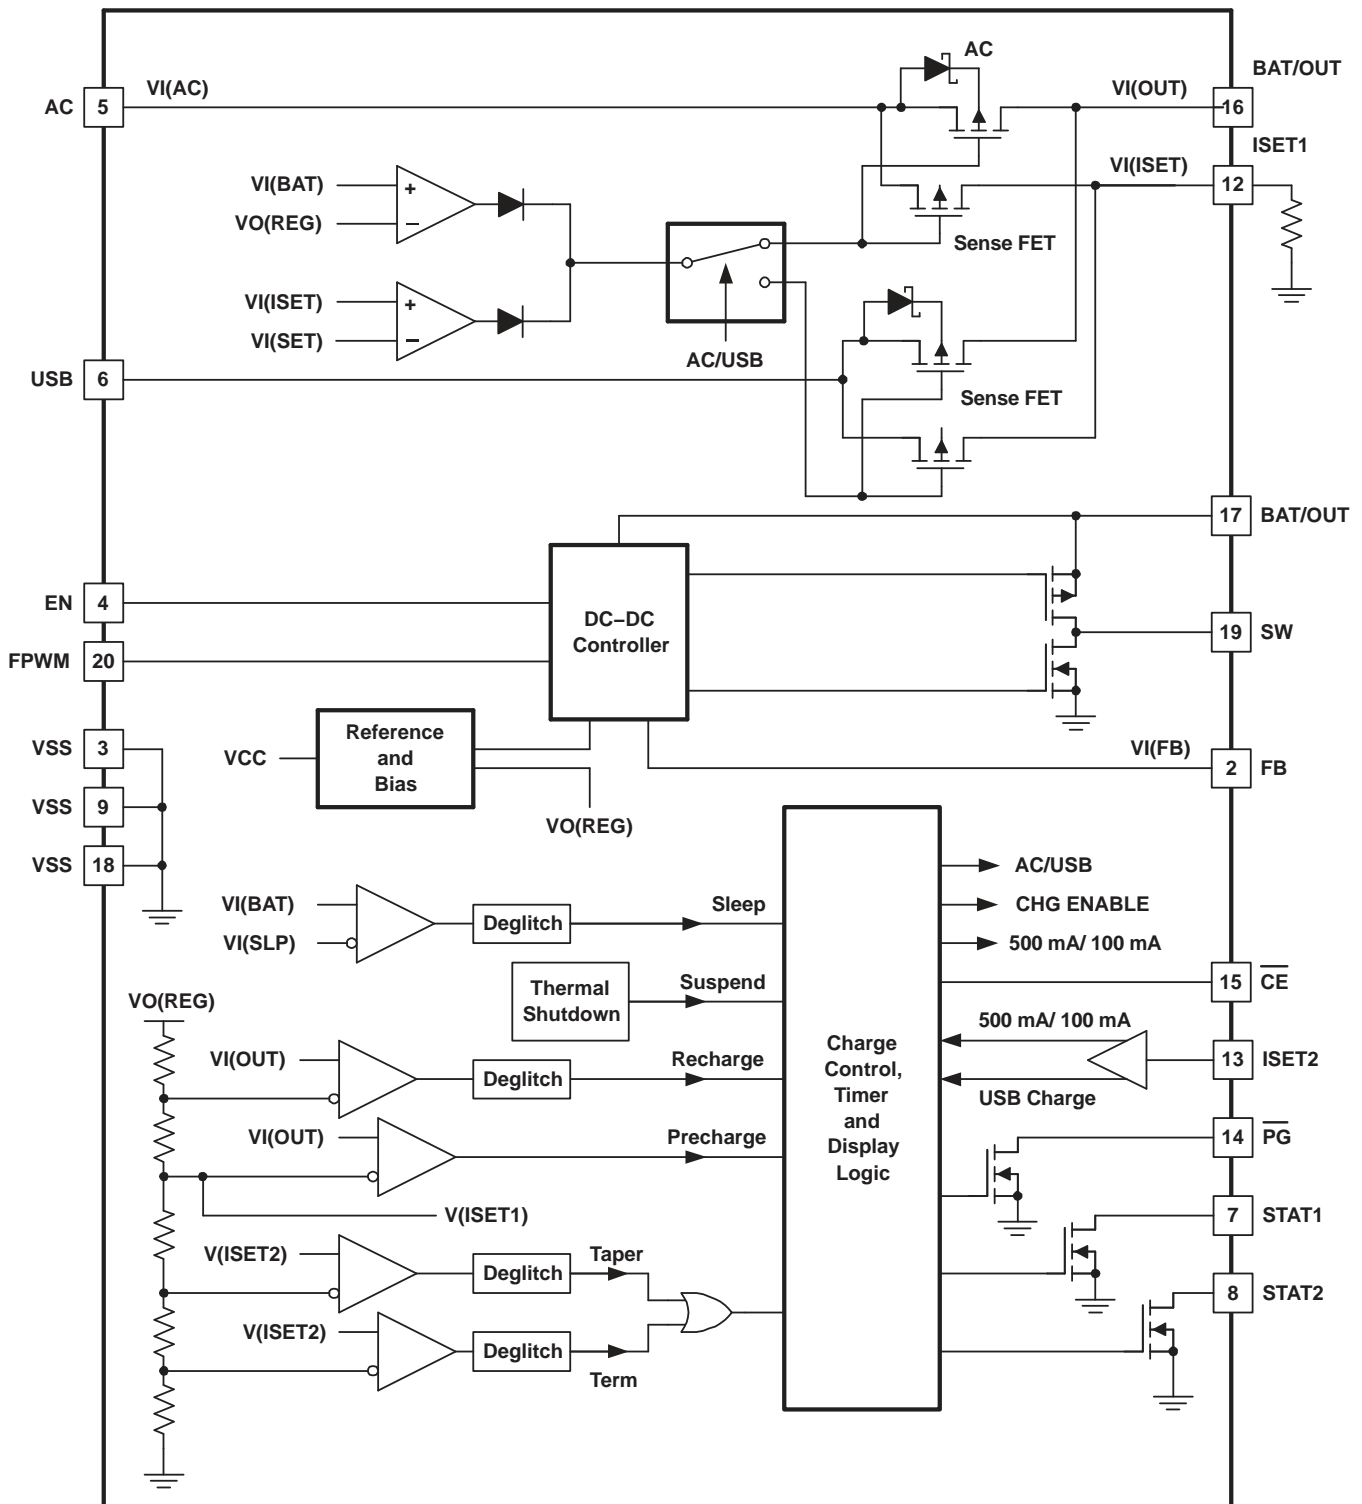 AC
BAT/OUT
AC 5 VI(AC) VI(OUT) 16
ISET1
VI(BAT) + VI(ISET) 12
VO(REG) −
Sense FET
VI(ISET) +
VI(SET) − AC/USB
USB 6
Sense FET
17 BAT/OUT
EN 4
DC−DC
Controller
19 SW
FPWM 20
VSS 3
Reference
and
Bias
VCC
VI(FB) 2 FB
VSS 9
VO(REG)
VSS 18
AC/USB
VI(BAT) Deglitch Sleep CHG ENABLE
VI(SLP) 500 mA/ 100 mA
Thermal
Shutdown
Suspend
15 CE
VO(REG)
500 mA/ 100 mA
VI(OUT) Deglitch Recharge
Charge
Control,
Timer
and
Display
Logic
13 ISET2
USB Charge
VI(OUT) Precharge
14 PG
V(ISET1)
7 STAT1
V(ISET2) Deglitch Taper
8 STAT2
V(ISET2) Deglitch
Term